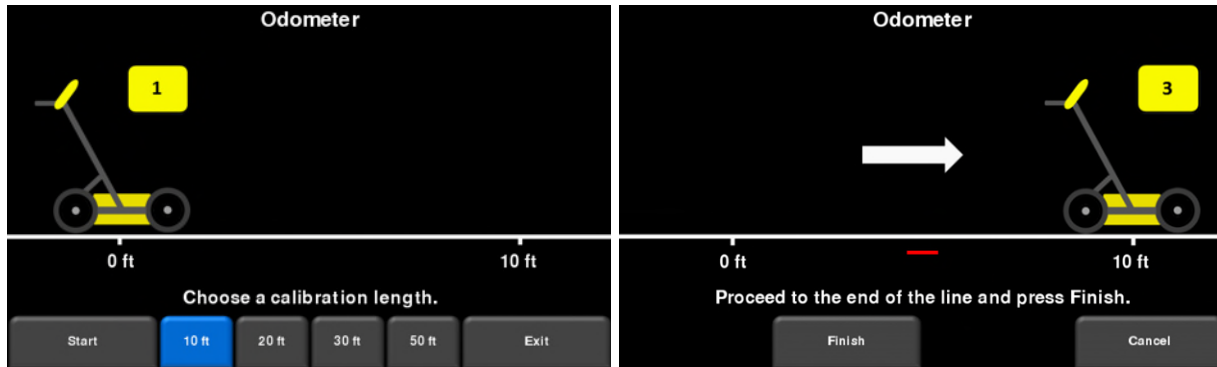 Odometer
1
0 ft 10 ft
Choose a calibration length.
Start 10 ft 20 ft 30 ft 50 ft Exit
Odometer
3
0 ft 10 ft
Proceed to the end of the line and press Finish.
Finish Cancel